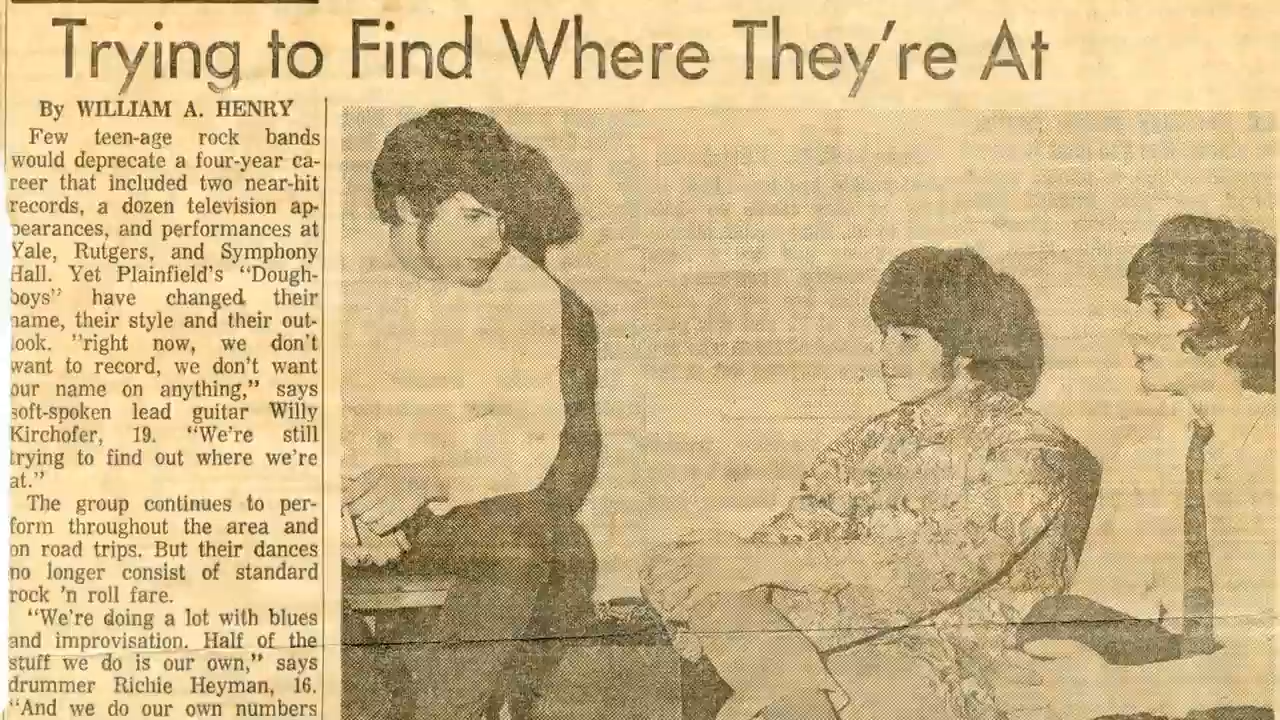 Trying to Find Where They're At
By WILLIAM A. HENRY
Few teen-age rock bands
would deprecate a four-year ca-
reer that included two near-hit
records, a dozen television ap-
pearances, and performances at
Yale, Rutgers, and Symphony
Hall. Yet Plainfield's "Dough-
boys" have changed their
name, their style and their out-
look. "right now, we don't
want to record, we don't want
our name on anything," says
soft-spoken lead guitar Willy
Kirchofer, 19. "We're still
trying to find out where we're
at."
The group continues to per-
form throughout the area and
on road trips. But their dances
no longer consist of standard
rock 'n roll fare.
"We're doing a lot with blues
and improvisation. Half of the
stuff we do is our own," says
drummer Richie Heyman, 16.
"And we do our own numbers